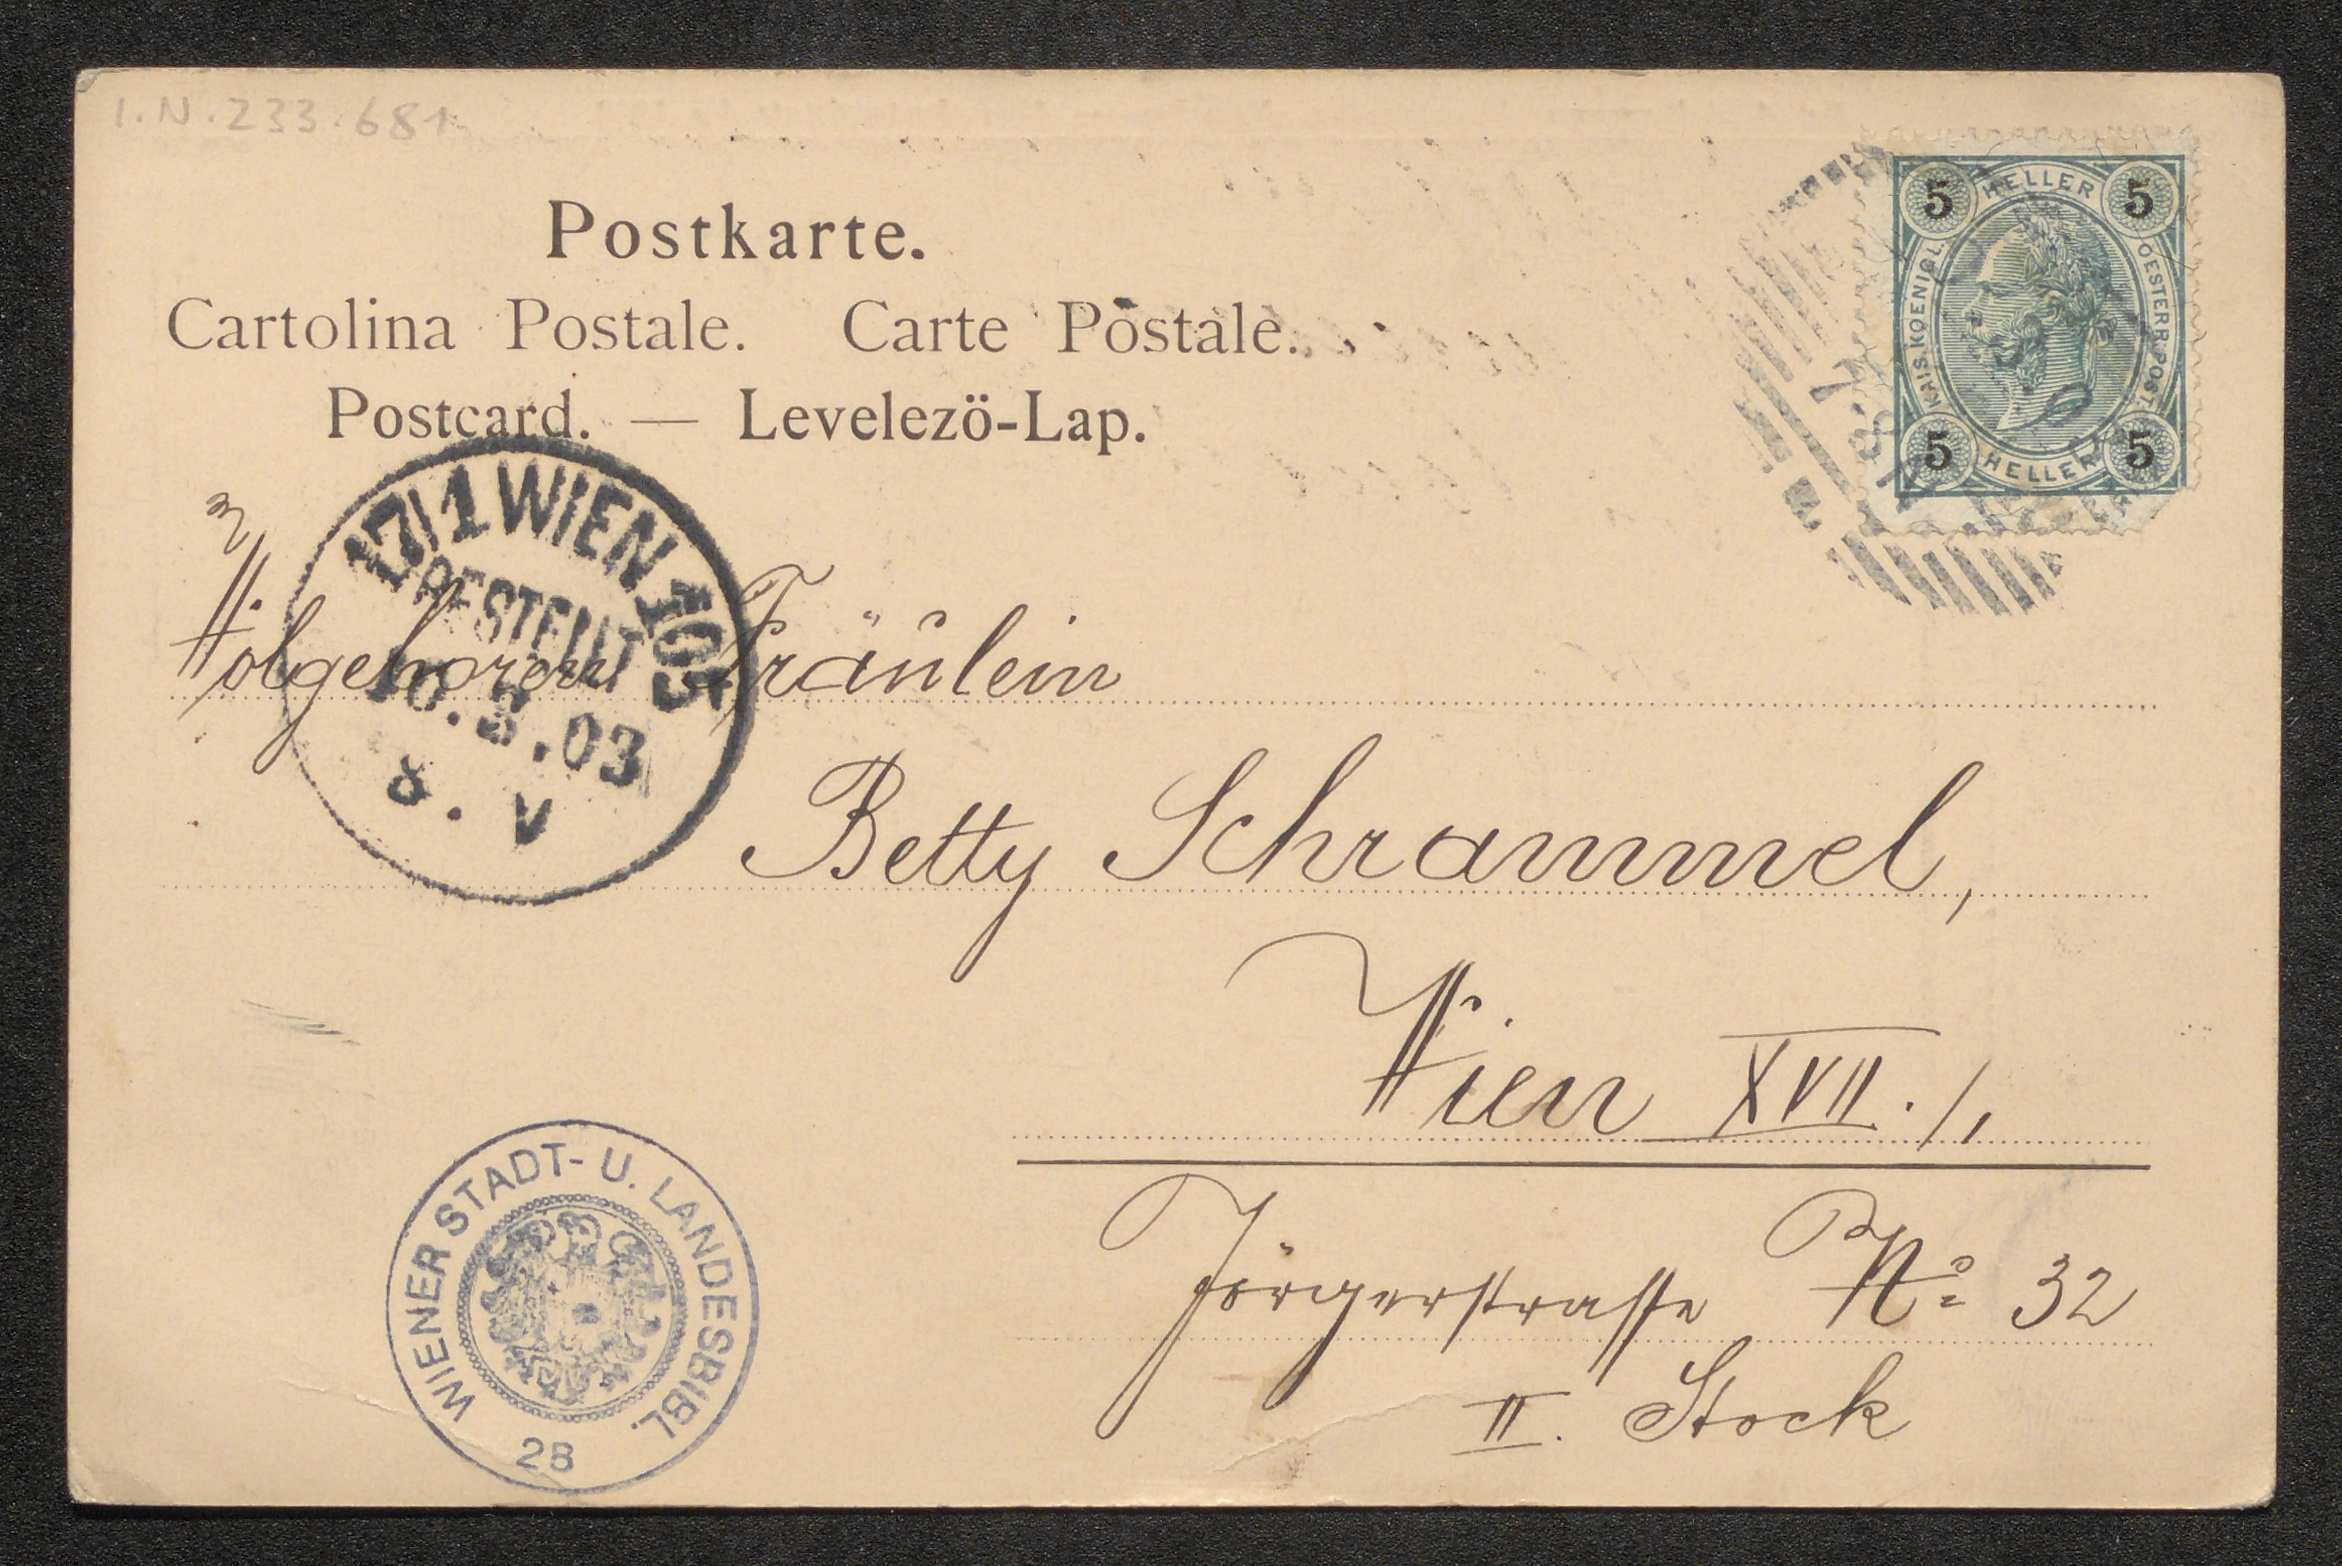 I.N.233.681
Postkarte.
Cartolina Postale. Carte Postale.
Postcard. — Levelezö-Lap.
5 HELLER 5
KAIS. KOENIGL. OESTERR. POST.
5 HELLER 5
17/1 WIEN 105
BESTELLT
10. .03
8. V
Wolgeboren Fräulein
Betty Schrammel,
Wien XVII./1
Jörgerstrasse No 32
II. Stock
WIENER STADT- U. LANDESBIBL.
28